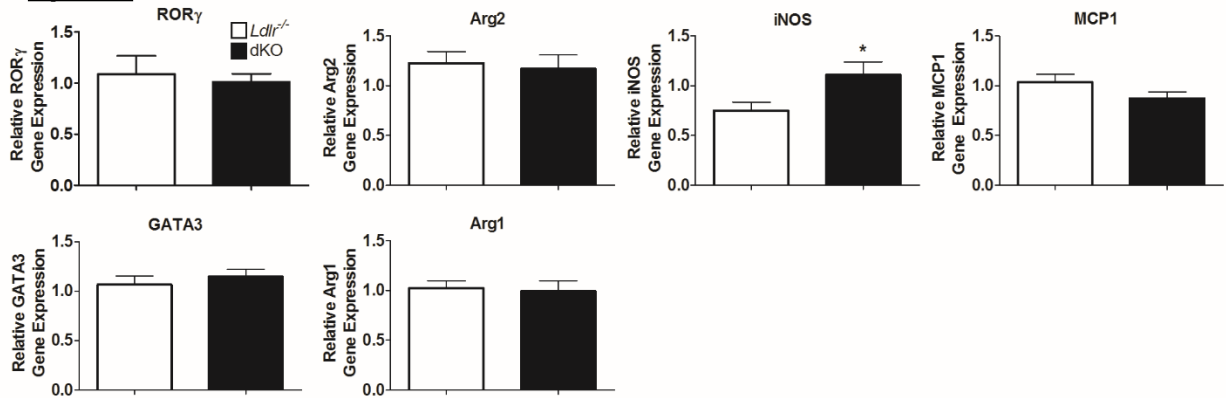 RORγ
Ldlr-/-
dKO
Relative RORγ
Gene Expression
1.5
1.0
0.5
0.0
Arg2
Relative Arg2
Gene Expression
1.5
1.0
0.5
0.0
iNOS
*
Relative iNOS
Gene Expression
1.5
1.0
0.5
0.0
MCP1
Relative MCP1
Gene Expression
1.5
1.0
0.5
0.0
GATA3
Relative GATA3
Gene Expression
1.5
1.0
0.5
0.0
Arg1
Relative Arg1
Gene Expression
1.5
1.0
0.5
0.0